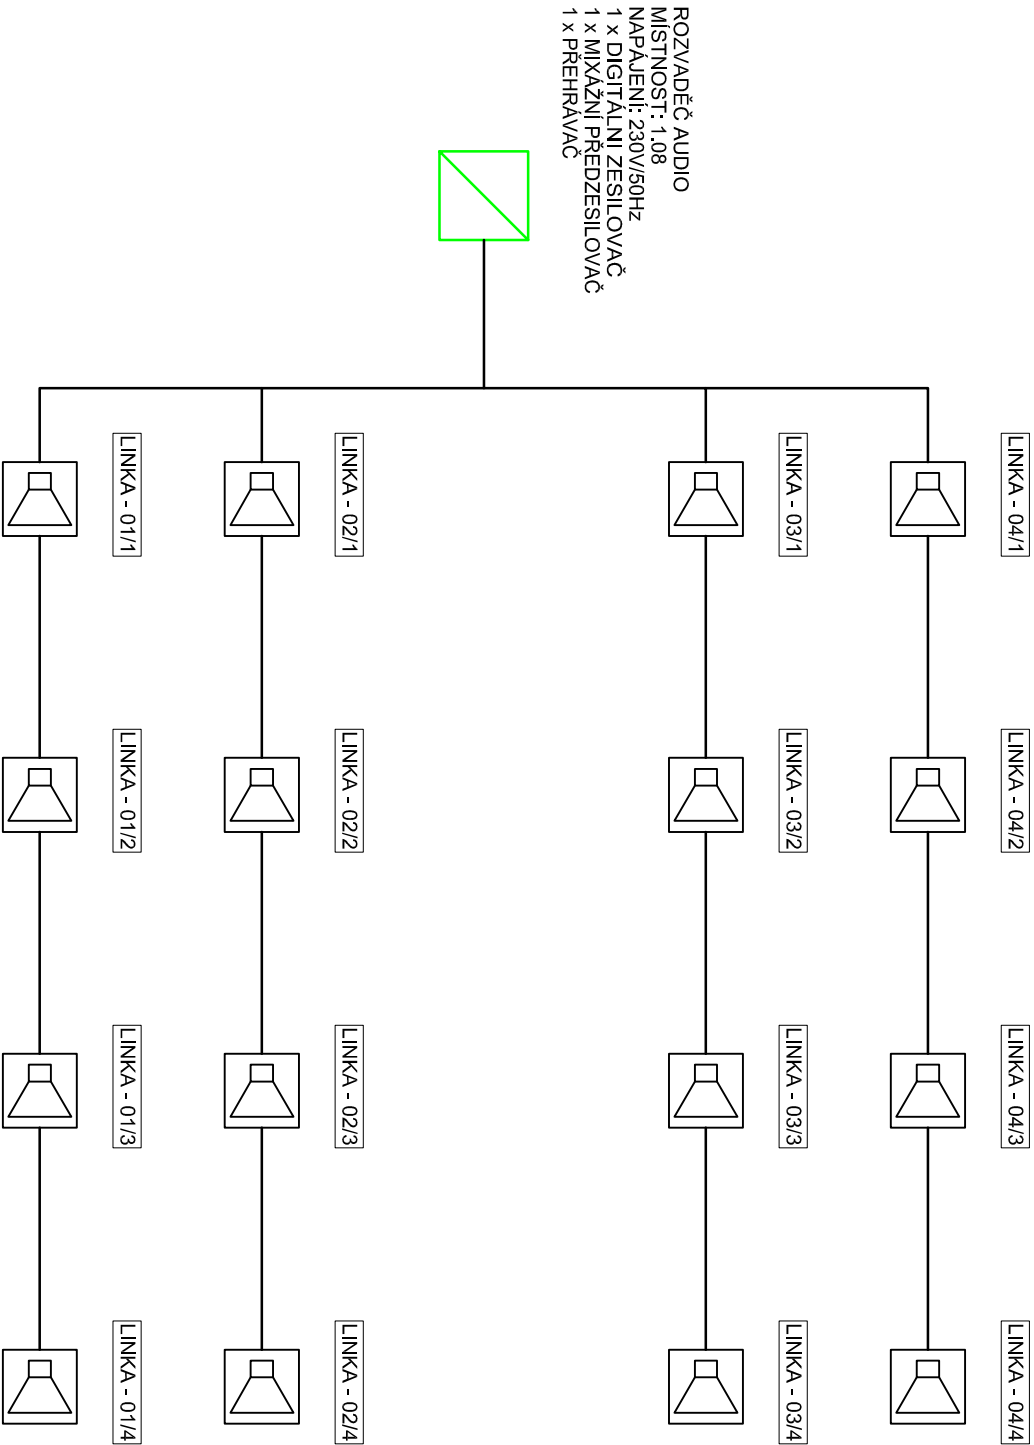 ROZVADĚČ AUDIO
MÍSTNOST: 1.08
NAPÁJENÍ: 230V/50Hz
1 x DIGITÁLNI ZESILOVAČ
1 x MIXÁŽNÍ PŘEDZESILOVAČ
1 x PŘEHRÁVAČ
LINKA - 04/1
LINKA - 04/2
LINKA - 04/3
LINKA - 04/4
LINKA - 03/1
LINKA - 03/2
LINKA - 03/3
LINKA - 03/4
LINKA - 02/1
LINKA - 02/2
LINKA - 02/3
LINKA - 02/4
LINKA - 01/1
LINKA - 01/2
LINKA - 01/3
LINKA - 01/4